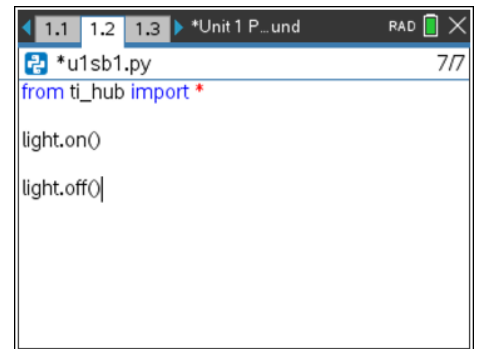 1.1 1.2 1.3 *Unit 1 P...und RAD
*u1sb1.py 7/7
from ti_hub import *
light.on()
light.off()